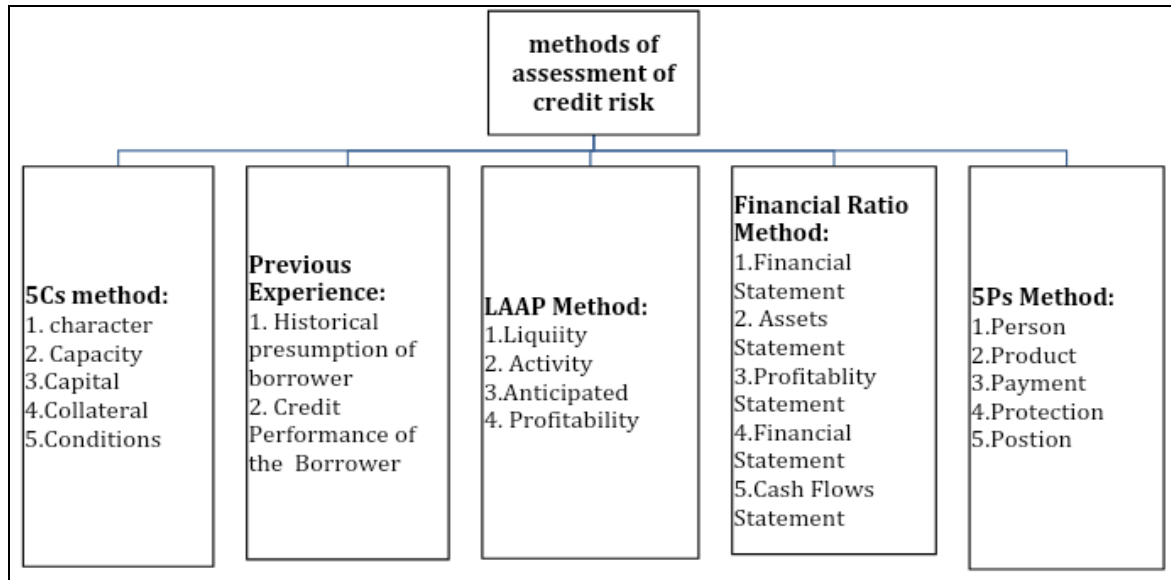 methods of
assessment of
credit risk
5Cs method:
1. character
2. Capacity
3.Capital
4.Collateral
5.Conditions
Previous
Experience:
1. Historical
presumption of
borrower
2. Credit
Performance of
the Borrower
LAAP Method:
1.Liquiity
2. Activity
3.Anticipated
4. Profitability
Financial Ratio
Method:
1.Financial
Statement
2. Assets
Statement
3.Profitablity
Statement
4.Financial
Statement
5.Cash Flows
Statement
5Ps Method:
1.Person
2.Product
3.Payment
4.Protection
5.Postion